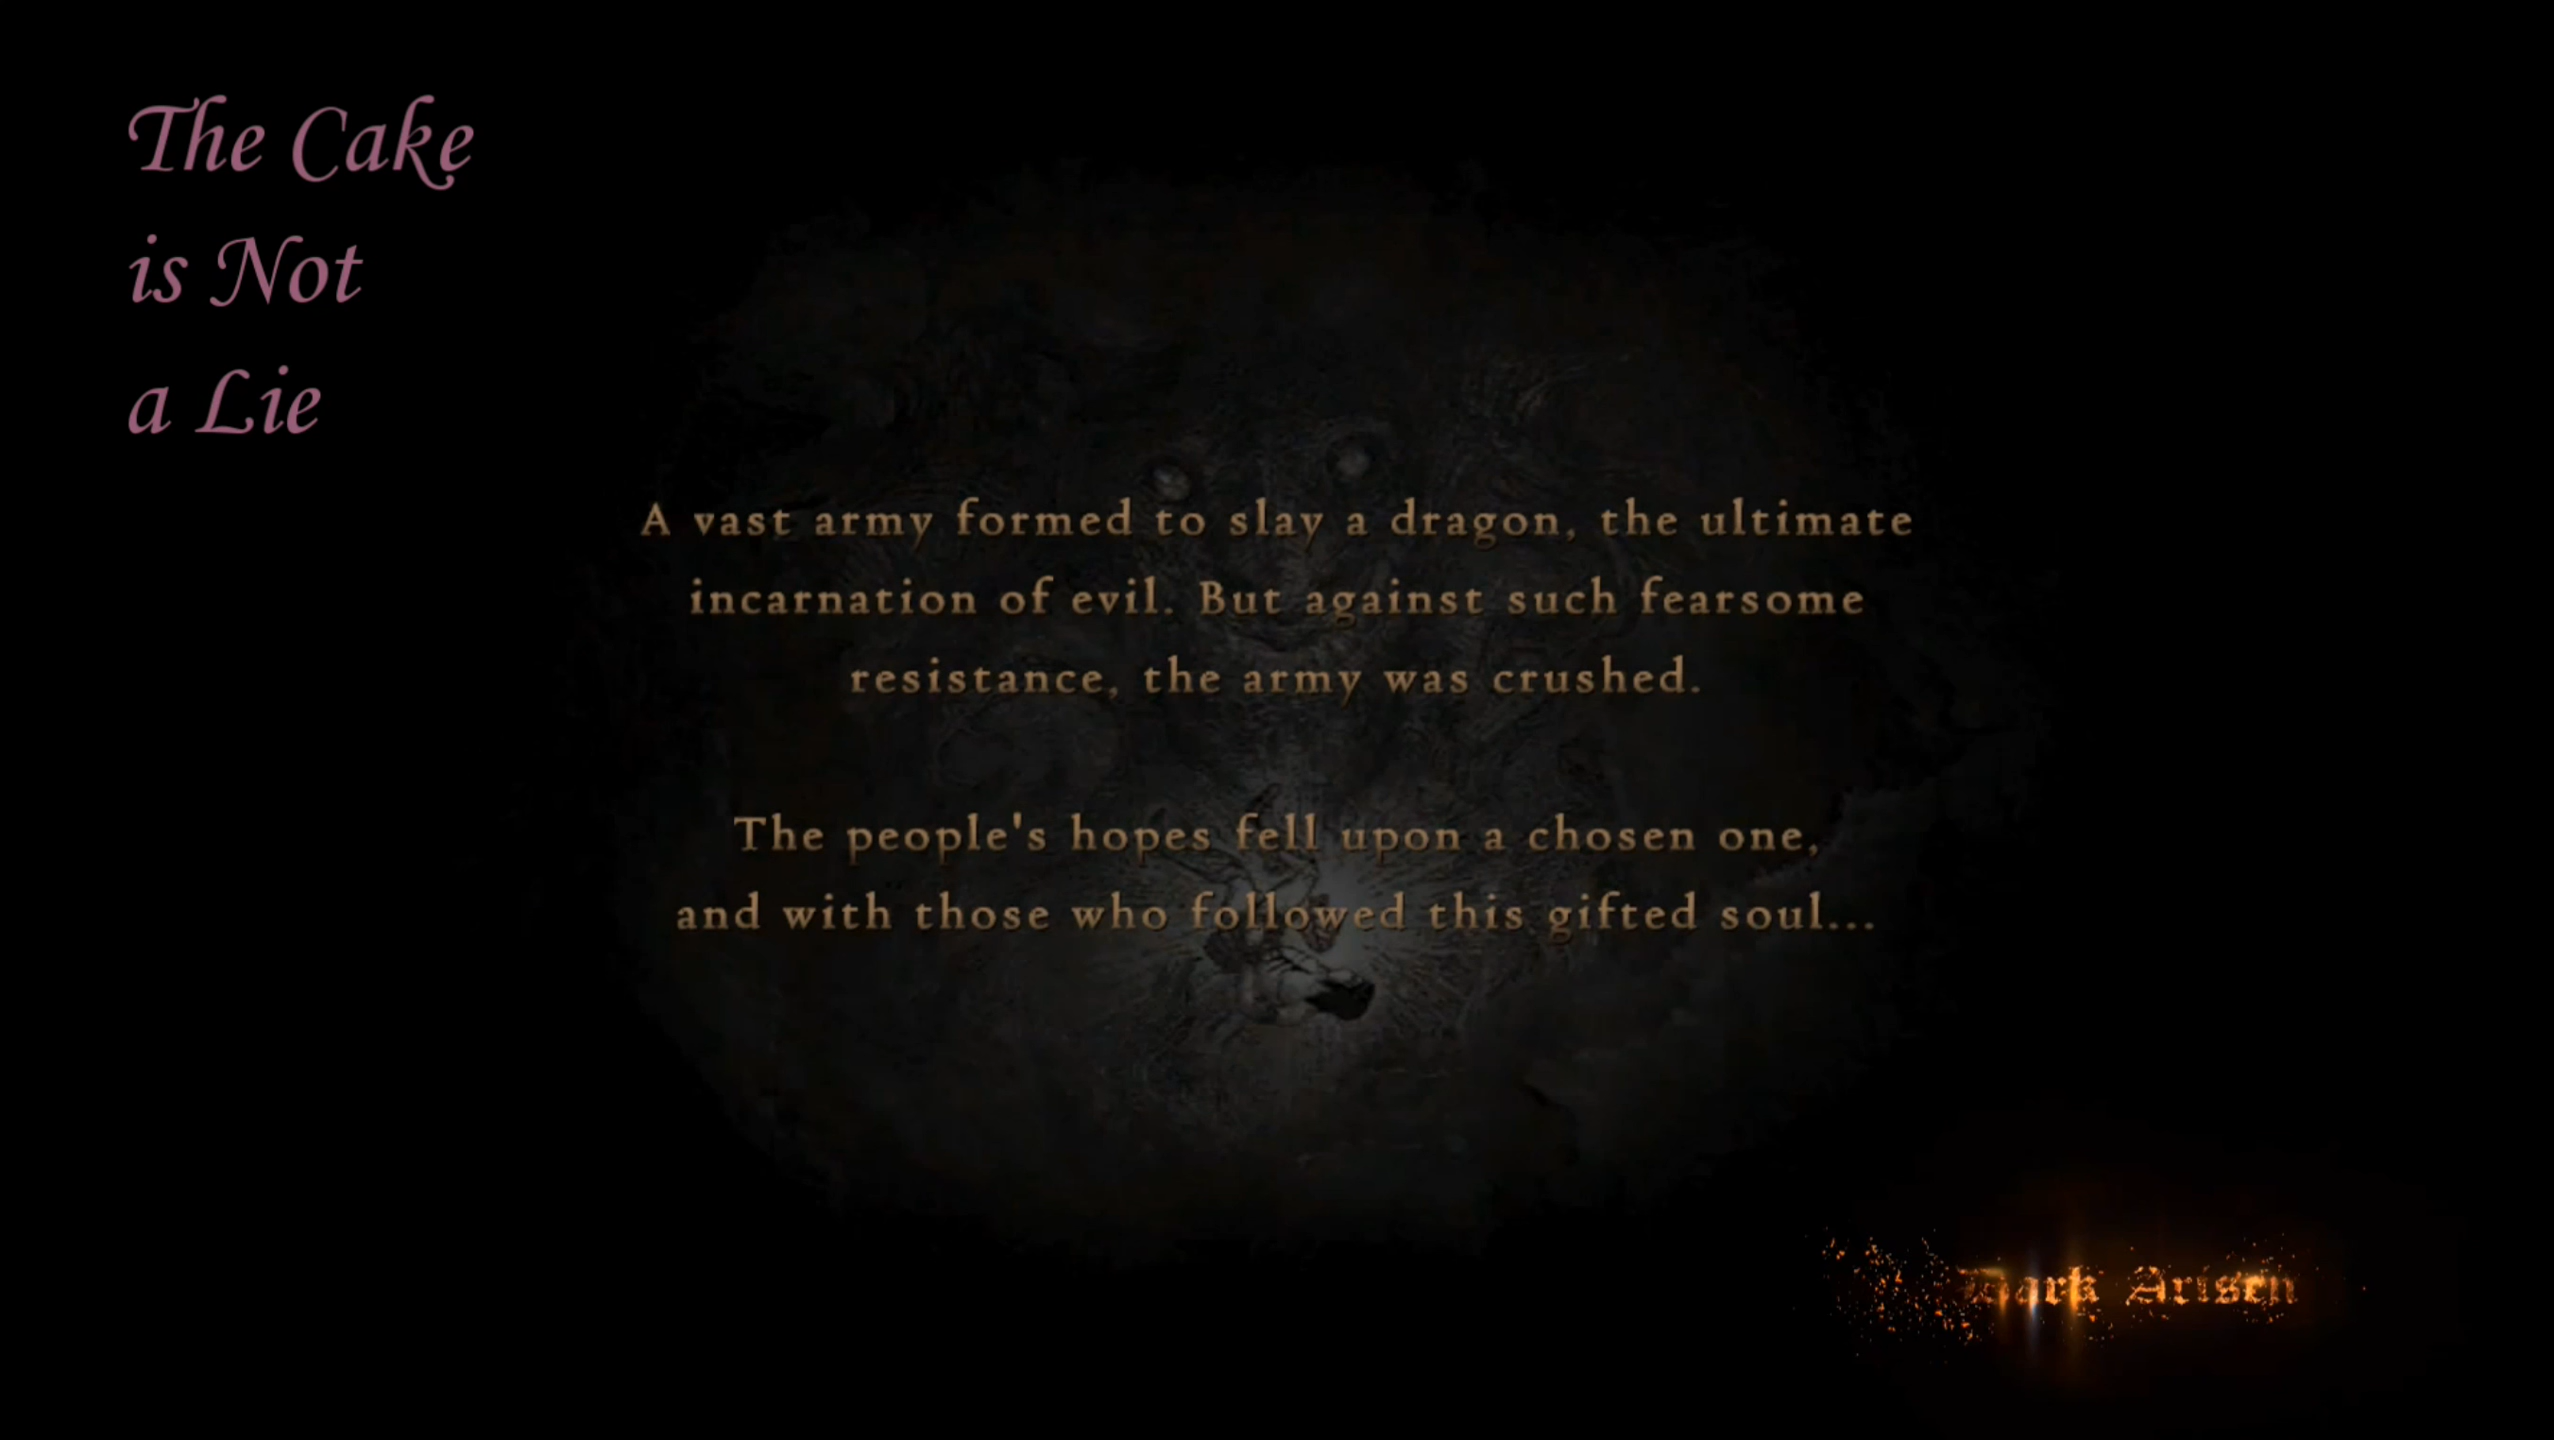 The Cake
is Not
a Lie
A vast army formed to slay a dragon, the ultimate
incarnation of evil. But against such fearsome
resistance, the army was crushed.
The people's hopes fell upon a chosen one,
and with those who followed this gifted soul...
Dark Arisen